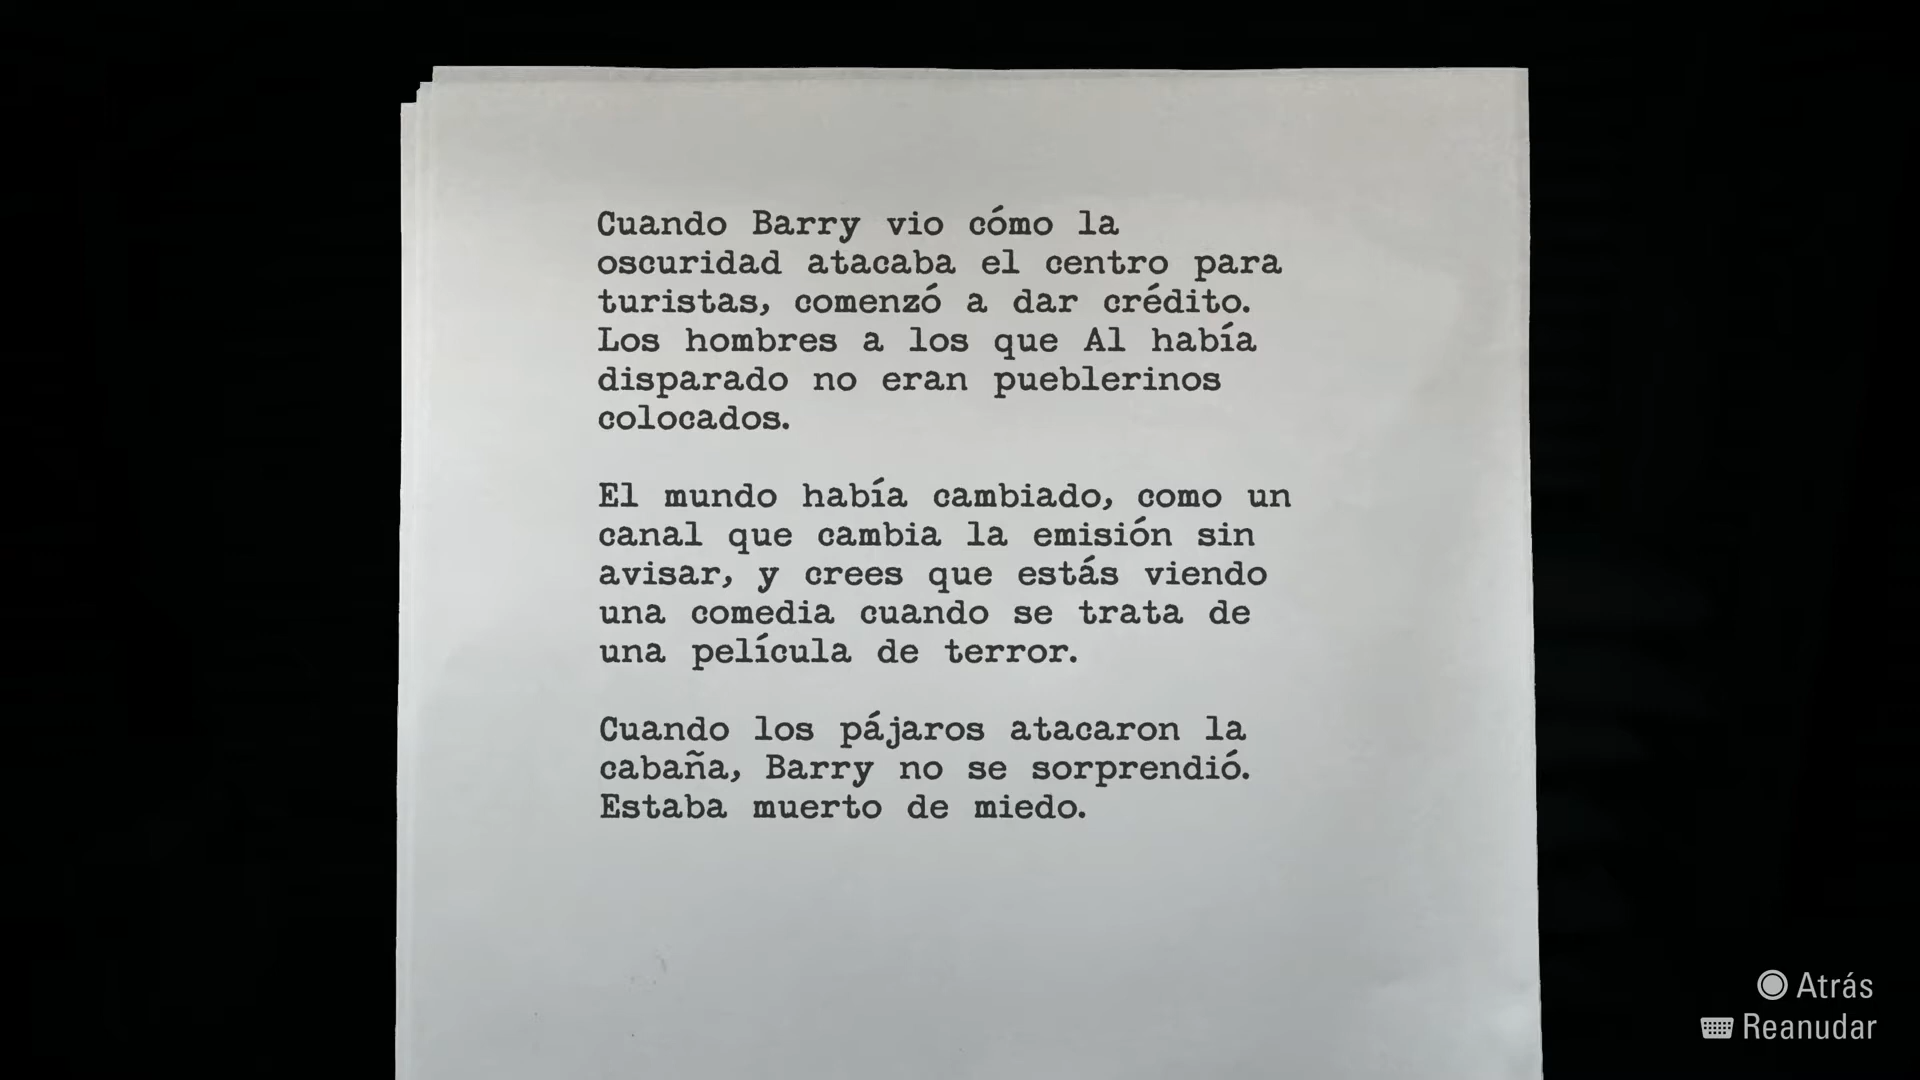 Cuando Barry vio cómo la
oscuridad atacaba el centro para
turistas, comenzó a dar crédito.
Los hombres a los que Al había
disparado no eran pueblerinos
colocados.
El mundo había cambiado, como un
canal que cambia la emisión sin
avisar, y crees que estás viendo
una comedia cuando se trata de
una película de terror.
Cuando los pájaros atacaron la
cabaña, Barry no se sorprendió.
Estaba muerto de miedo.
Atrás
Reanudar